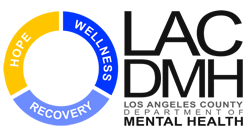 HOPE
WELLNESS
RECOVERY
LAC
DMH
LOS ANGELES COUNTY
DEPARTMENT OF
MENTAL HEALTH